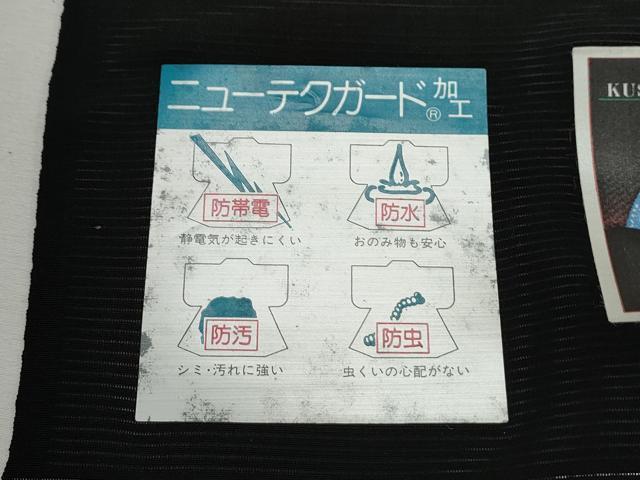 ニューテクガード®加工
防帯電
静電気が起きにくい
防水
おのみ物も安心
防汚
シミ・汚れに強い
防虫
虫くいの心配がない
KUS